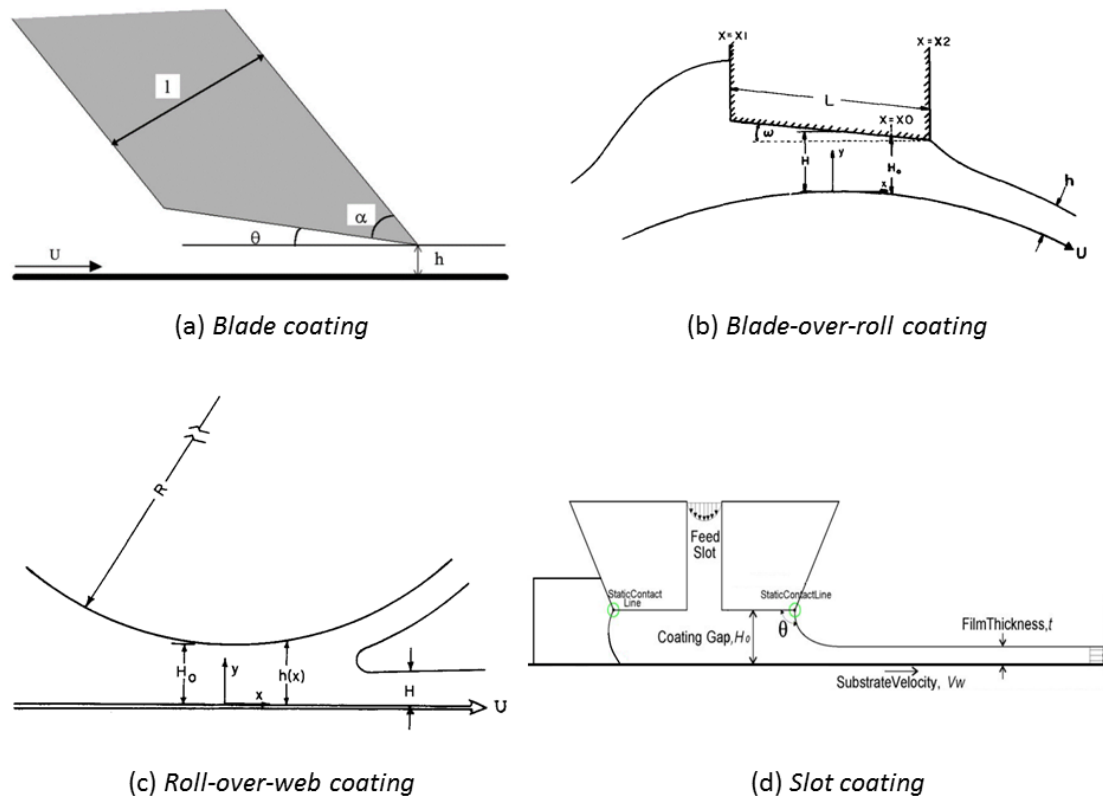 l
α
θ
U
h
(a) Blade coating
x=x1
x=x2
L
x=x0
ω
H
y
H₀
x
h
U
(b) Blade-over-roll coating
R
H₀
y
h(x)
x
H
U
(c) Roll-over-web coating
Feed
Slot
StaticContact
Line
StaticContactLine
Coating Gap,H₀
θ
FilmThickness,t
SubstrateVelocity, Vw
(d) Slot coating